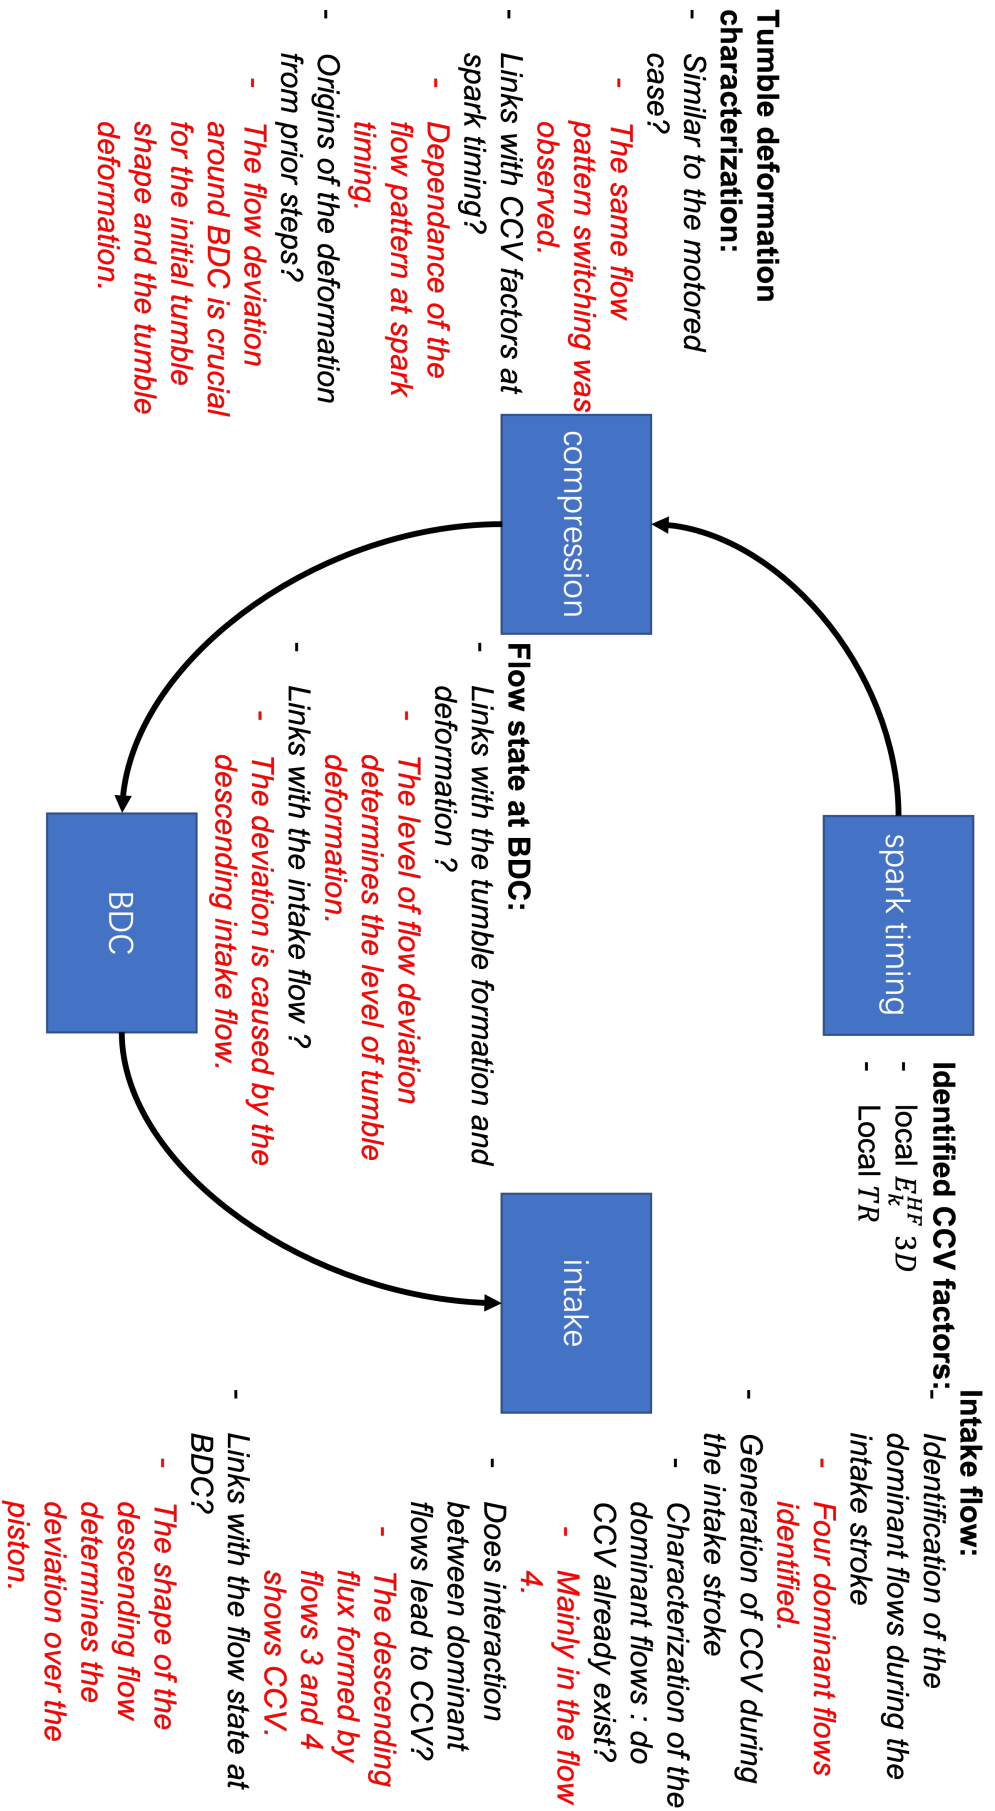 spark timing
Identified CCV factors:
- local E_k^{HF} 3D
- Local TR
Tumble deformation
characterization:
- Similar to the motored
case?
- The same flow
pattern switching was
observed.
- Links with CCV factors at
spark timing?
- Dependance of the
flow pattern at spark
timing.
- Origins of the deformation
from prior steps?
- The flow deviation
around BDC is crucial
for the initial tumble
shape and the tumble
deformation.
compression
Flow state at BDC:
- Links with the tumble formation and
deformation ?
- The level of flow deviation
determines the level of tumble
deformation.
- Links with the intake flow ?
- The deviation is caused by the
descending intake flow.
BDC
intake
Intake flow:
- Identification of the
dominant flows during the
intake stroke
- Four dominant flows
identified.
- Generation of CCV during
the intake stroke
- Characterization of the
dominant flows : do
CCV already exist?
- Mainly in the flow
4.
- Does interaction
between dominant
flows lead to CCV?
- The descending
flux formed by
flows 3 and 4
shows CCV.
- Links with the flow state at
BDC?
- The shape of the
descending flow
determines the
deviation over the
piston.